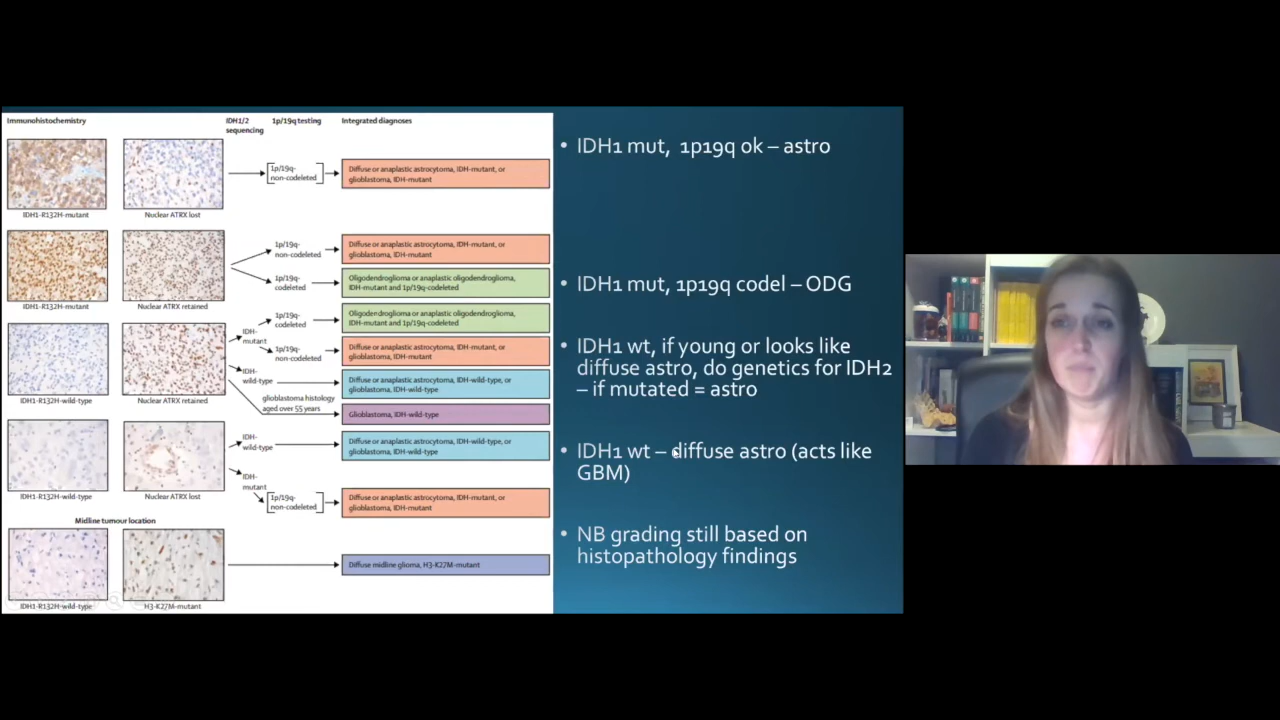 Immunohistochemistry
IDH1/2
sequencing
1p/19q testing
Integrated diagnoses
IDH1-R132H-mutant
Nuclear ATRX lost
1p/19q-
non-codeleted
Diffuse or anaplastic astrocytoma, IDH-mutant, or
glioblastoma, IDH-mutant
IDH1-R132H-mutant
Nuclear ATRX retained
1p/19q-
non-codeleted
Diffuse or anaplastic astrocytoma, IDH-mutant, or
glioblastoma, IDH-mutant
1p/19q-
codeleted
Oligodendroglioma or anaplastic oligodendroglioma,
IDH-mutant and 1p/19q-codeleted
IDH1-R132H-wild-type
Nuclear ATRX retained
IDH-
mutant
1p/19q-
codeleted
Oligodendroglioma or anaplastic oligodendroglioma,
IDH-mutant and 1p/19q-codeleted
1p/19q-
non-codeleted
Diffuse or anaplastic astrocytoma, IDH-mutant, or
glioblastoma, IDH-mutant
IDH-
wild-type
Diffuse or anaplastic astrocytoma, IDH-wild-type, or
glioblastoma, IDH-wild-type
glioblastoma histology
aged over 55 years
Glioblastoma, IDH-wild-type
IDH1-R132H-wild-type
Nuclear ATRX lost
IDH-
wild-type
Diffuse or anaplastic astrocytoma, IDH-wild-type, or
glioblastoma, IDH-wild-type
IDH-
mutant
1p/19q-
non-codeleted
Diffuse or anaplastic astrocytoma, IDH-mutant, or
glioblastoma, IDH-mutant
Midline tumour location
IDH1-R132H-wild-type
H3-K27M-mutant
Diffuse midline glioma, H3-K27M-mutant
• IDH1 mut, 1p19q ok – astro
• IDH1 mut, 1p19q codel – ODG
• IDH1 wt, if young or looks like
diffuse astro, do genetics for IDH2
– if mutated = astro
• IDH1 wt – diffuse astro (acts like
GBM)
• NB grading still based on
histopathology findings